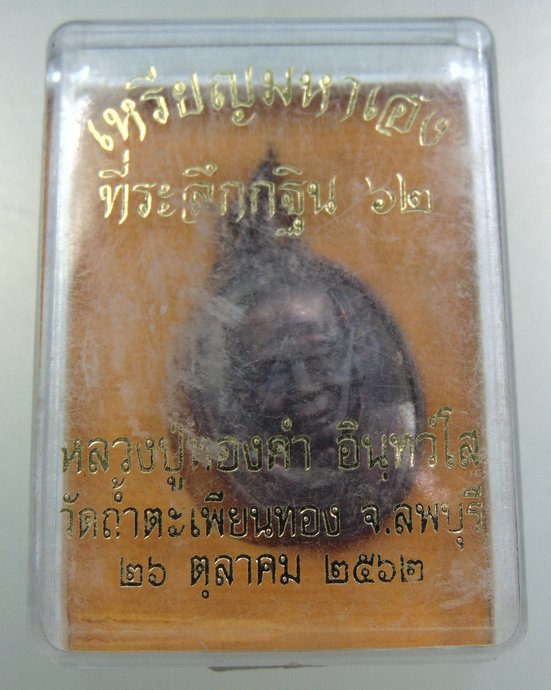 เหรียญมหาเฮง
ที่ระลึกกฐิน ๖๒
หลวงปู่ทองคำ อินฺทวํโส
วัดถ้ำตะเพียนทอง จ.ลพบุรี
๒๖ ตุลาคม ๒๕๖๒